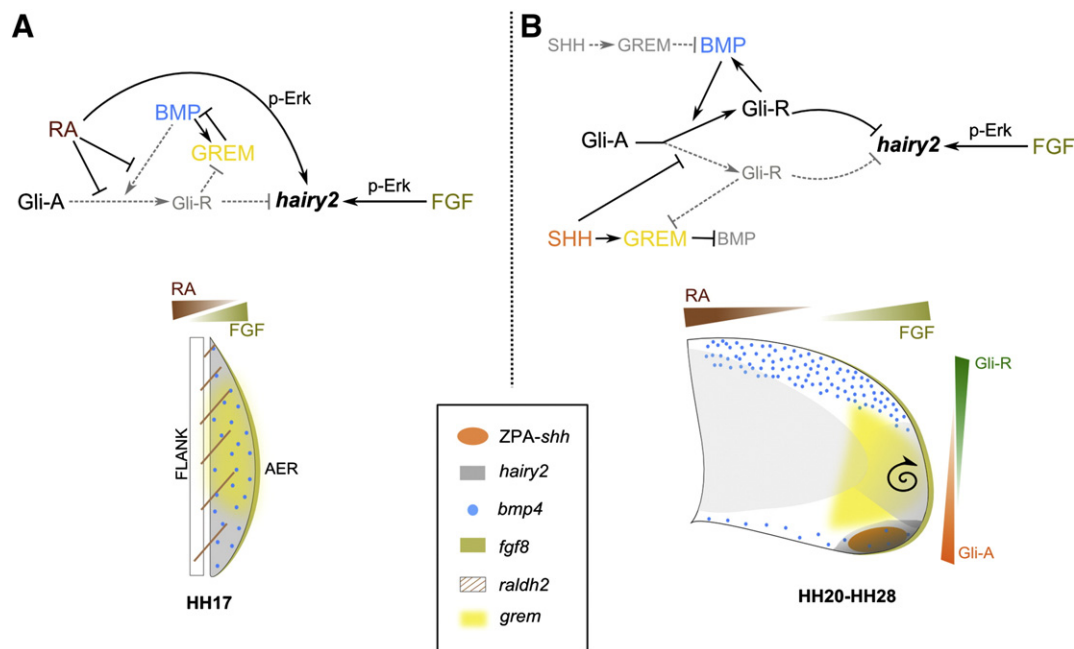 A
p-Erk
BMP
RA
GREM
Gli-A
Gli-R
hairy2
p-Erk
FGF
RA
FGF
FLANK
AER
HH17
B
SHH
GREM
BMP
Gli-R
Gli-A
hairy2
p-Erk
FGF
Gli-R
SHH
GREM
BMP
RA
FGF
Gli-R
Gli-A
HH20-HH28
ZPA-shh
hairy2
bmp4
fgf8
raldh2
grem